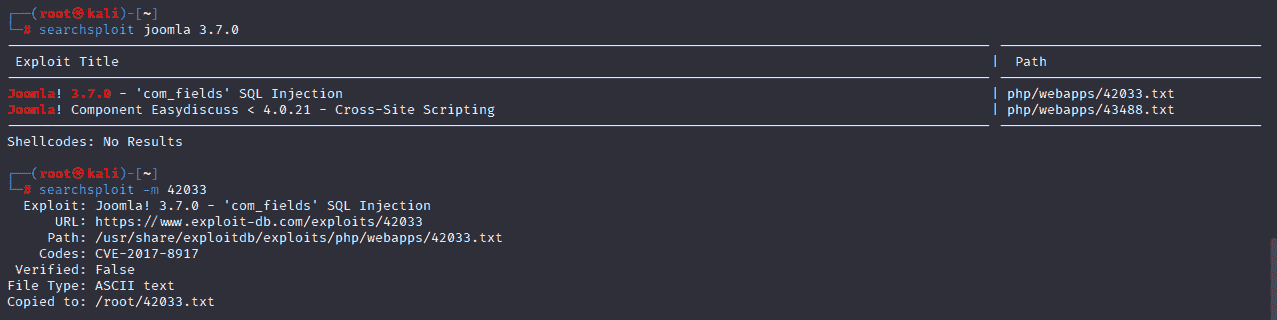 ┌──(root㉿kali)-[~]
└─# searchsploit joomla 3.7.0
Exploit Title | Path
Joomla! 3.7.0 - 'com_fields' SQL Injection | php/webapps/42033.txt
Joomla! Component Easydiscuss < 4.0.21 - Cross-Site Scripting | php/webapps/43488.txt
Shellcodes: No Results
┌──(root㉿kali)-[~]
└─# searchsploit -m 42033
Exploit: Joomla! 3.7.0 - 'com_fields' SQL Injection
URL: https://www.exploit-db.com/exploits/42033
Path: /usr/share/exploitdb/exploits/php/webapps/42033.txt
Codes: CVE-2017-8917
Verified: False
File Type: ASCII text
Copied to: /root/42033.txt